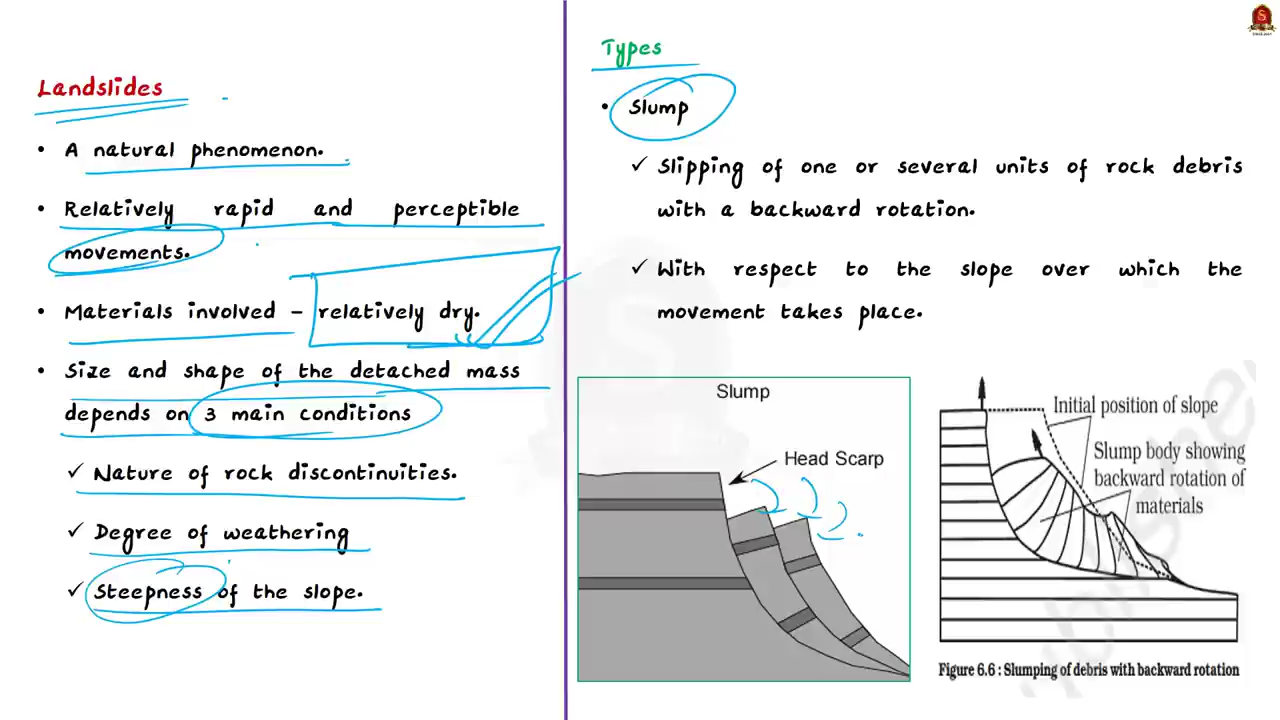 Landslides
• A natural phenomenon.
• Relatively rapid and perceptible
movements.
• Materials involved – relatively dry.
• Size and shape of the detached mass
depends on 3 main conditions
✓ Nature of rock discontinuities.
✓ Degree of weathering
✓ Steepness of the slope.
Types
• Slump
✓ Slipping of one or several units of rock debris
with a backward rotation.
✓ With respect to the slope over which the
movement takes place.
Slump
Head Scarp
Initial position of slope
Slump body showing
backward rotation of
materials
Figure 6.6 : Slumping of debris with backward rotation